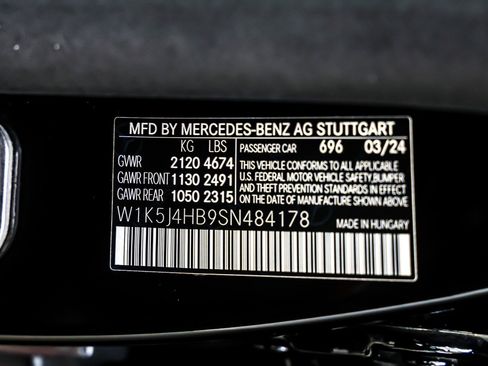 MFD BY MERCEDES-BENZ AG STUTTGART
KG LBS
GVWR 2120 4674
GAWR FRONT 1130 2491
GAWR REAR 1050 2315
PASSENGER CAR 696 03/24
THIS VEHICLE CONFORMS TO ALL APPLICABLE
U.S. FEDERAL MOTOR VEHICLE SAFETY, BUMPER
AND THEFT PREVENTION STANDARDS IN EFFECT
ON THE DATE OF MANUFACTURE SHOWN ABOVE
W1K5J4HB9SN484178
MADE IN HUNGARY